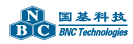 NBC
国基科技
BNC Technologies